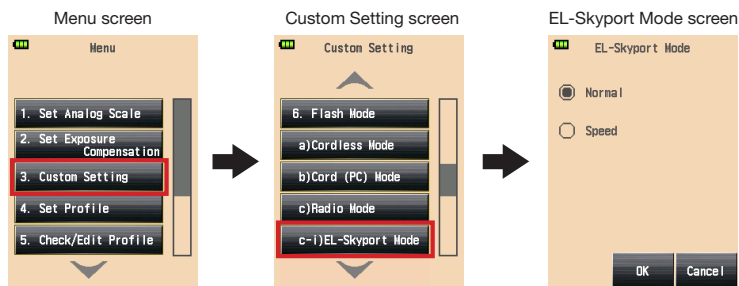 Menu screen
Menu
1. Set Analog Scale
2. Set Exposure
Compensation
3. Custom Setting
4. Set Profile
5. Check/Edit Profile
Custom Setting screen
Custom Setting
6. Flash Mode
a)Cordless Mode
b)Cord (PC) Mode
c)Radio Mode
c-i)EL-Skyport Mode
EL-Skyport Mode screen
EL-Skyport Mode
Normal
Speed
OK
Cancel